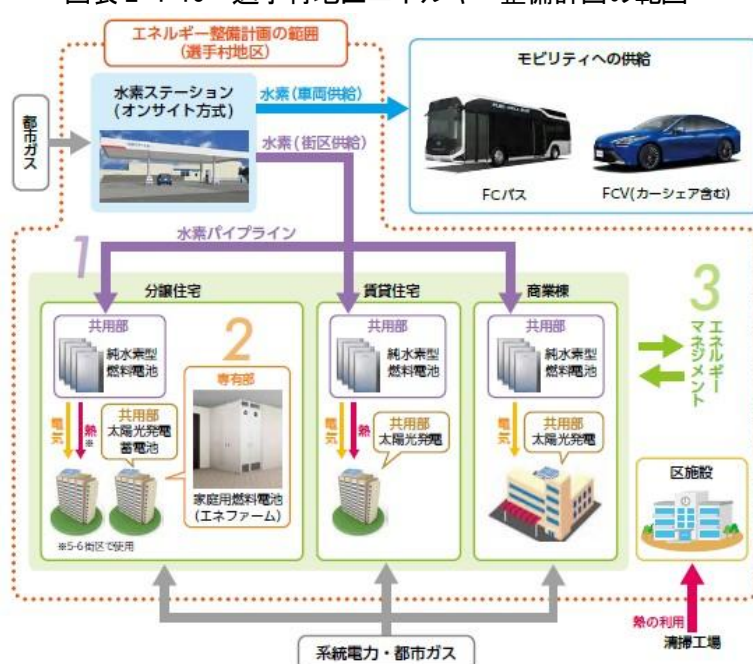 エネルギー整備計画の範囲
(選手村地区)
都市ガス
水素ステーション
(オンサイト方式)
水素(車両供給)
水素(街区供給)
モビリティへの供給
FCバス
FCV(カーシェア含む)
水素パイプライン
1
分譲住宅
共用部
純水素型
燃料電池
電気
熱
※
共用部
太陽光発電
蓄電池
※5-6街区で使用
2
専有部
家庭用燃料電池
(エネファーム)
賃貸住宅
共用部
純水素型
燃料電池
電気
熱
共用部
太陽光発電
商業棟
共用部
純水素型
燃料電池
電気
共用部
太陽光発電
3
エネルギー
マネジメント
区施設
熱の利用
清掃工場
系統電力・都市ガス